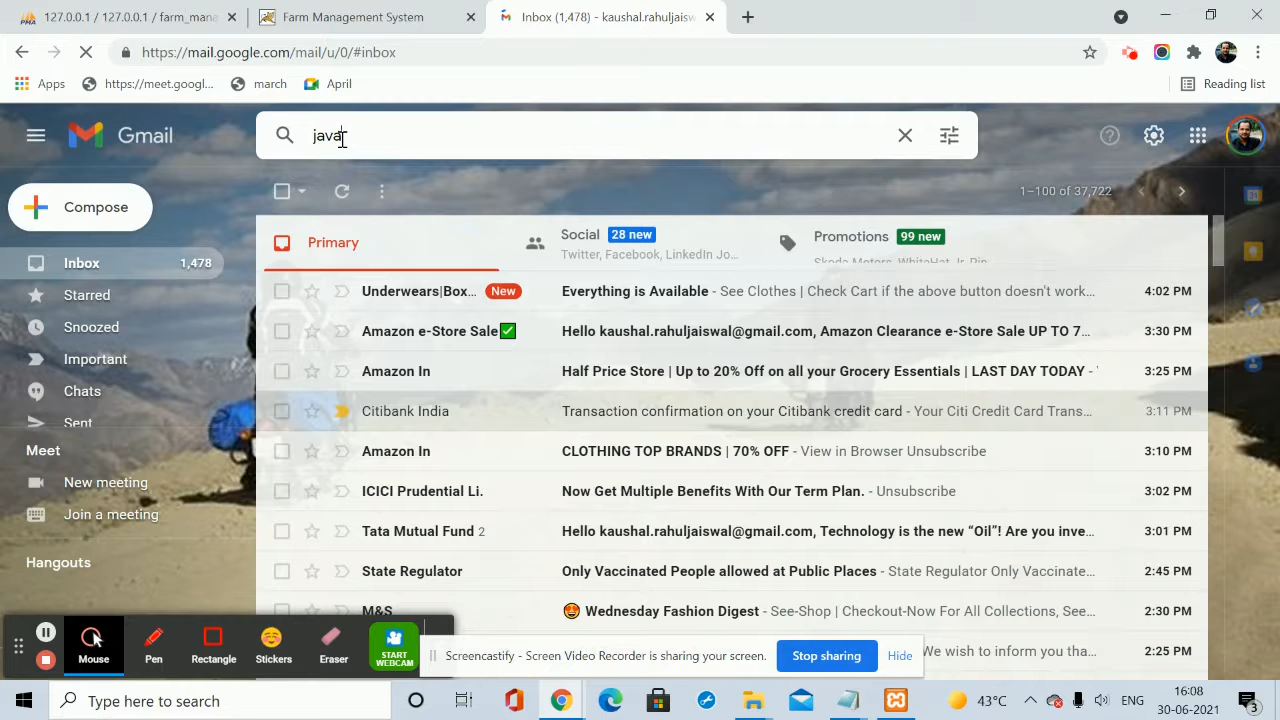 127.0.0.1 / 127.0.0.1 / farm_mana
Farm Management System
Inbox (1,478) - kaushal.rahuljaisw
https://mail.google.com/mail/u/0/#inbox
Apps
https://meet.googl...
march
April
Reading list
Gmail
java
Compose
1–100 of 37,722
Primary
Social 28 new
Twitter, Facebook, LinkedIn Jo...
Promotions 99 new
Skoda Motors, WhiteHat Jr, Pin
Inbox 1,478
Starred
Snoozed
Important
Chats
Sent
Meet
New meeting
Join a meeting
Hangouts
Underwears|Box... New Everything is Available - See Clothes | Check Cart if the above button doesn't work... 4:02 PM
Amazon e-Store Sale✅ Hello kaushal.rahuljaiswal@gmail.com, Amazon Clearance e-Store Sale UP TO 7... 3:30 PM
Amazon In Half Price Store | Up to 20% Off on all your Grocery Essentials | LAST DAY TODAY - 3:25 PM
Citibank India Transaction confirmation on your Citibank credit card - Your Citi Credit Card Trans... 3:11 PM
Amazon In CLOTHING TOP BRANDS | 70% OFF - View in Browser Unsubscribe 3:10 PM
ICICI Prudential Li. Now Get Multiple Benefits With Our Term Plan. - Unsubscribe 3:02 PM
Tata Mutual Fund 2 Hello kaushal.rahuljaiswal@gmail.com, Technology is the new “Oil”! Are you inve... 3:01 PM
State Regulator Only Vaccinated People allowed at Public Places - State Regulator Only Vaccinate... 2:45 PM
M&S 🤩 Wednesday Fashion Digest - See-Shop | Checkout-Now For All Collections, See... 2:30 PM
We wish to inform you tha... 2:25 PM
Mouse
Pen
Rectangle
Stickers
Eraser
START
WEBCAM
Screencastify - Screen Video Recorder is sharing your screen.
Stop sharing
Hide
Type here to search
43°C
ENG
16:08
30-06-2021
3